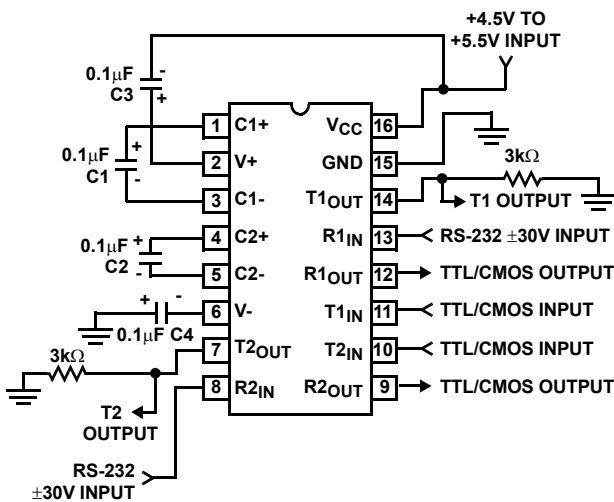 +4.5V TO
+5.5V INPUT
0.1µF
C3
-
+
1 C1+
VCC 16
0.1µF
C1
+
-
2 V+
GND 15
3kΩ
3 C1-
T1OUT 14
T1 OUTPUT
4 C2+
R1IN 13
RS-232 ±30V INPUT
0.1µF
C2
+
-
5 C2-
R1OUT 12
TTL/CMOS OUTPUT
+ -
6 V-
T1IN 11
TTL/CMOS INPUT
0.1µF C4
3kΩ
7 T2OUT
T2IN 10
TTL/CMOS INPUT
8 R2IN
R2OUT 9
TTL/CMOS OUTPUT
T2
OUTPUT
RS-232
±30V INPUT